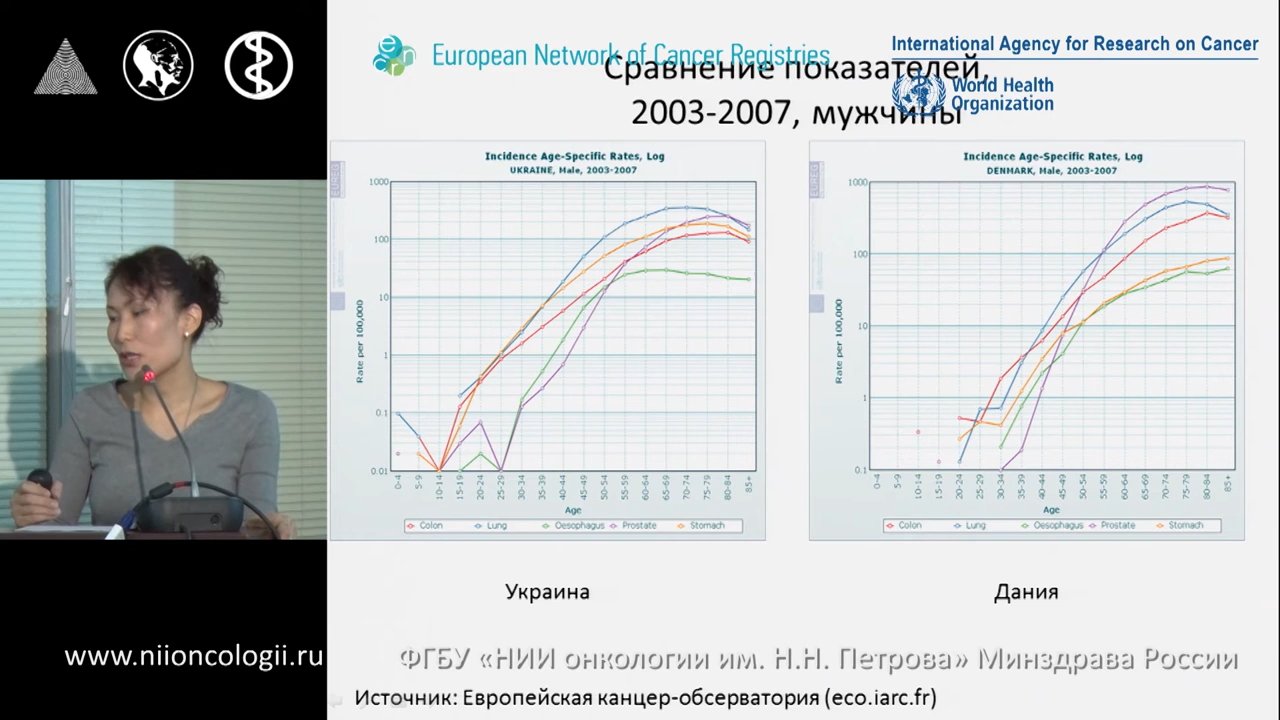 European Network of Cancer Registries
International Agency for Research on Cancer
World Health
Organization
Сравнение показателей,
2003-2007, мужчины
Incidence Age-Specific Rates, Log
UKRAINE, Male, 2003-2007
1000
100
10
1
0.1
0.01
Rate per 100,000
0-4
5-9
10-14
15-19
20-24
25-29
30-34
35-39
40-44
45-49
50-54
55-59
60-64
65-69
70-74
75-79
80-84
85+
Age
Colon Lung Oesophagus Prostate Stomach
Incidence Age-Specific Rates, Log
DENMARK, Male, 2003-2007
1000
100
10
1
0.1
Rate per 100,000
0-4
5-9
10-14
15-19
20-24
25-29
30-34
35-39
40-44
45-49
50-54
55-59
60-64
65-69
70-74
75-79
80-84
85+
Age
Colon Lung Oesophagus Prostate Stomach
Украина
Дания
www.niioncologii.ru
ФГБУ «НИИ онкологии им. Н.Н. Петрова» Минздрава России
Источник: Европейская канцер-обсерватория (eco.iarc.fr)